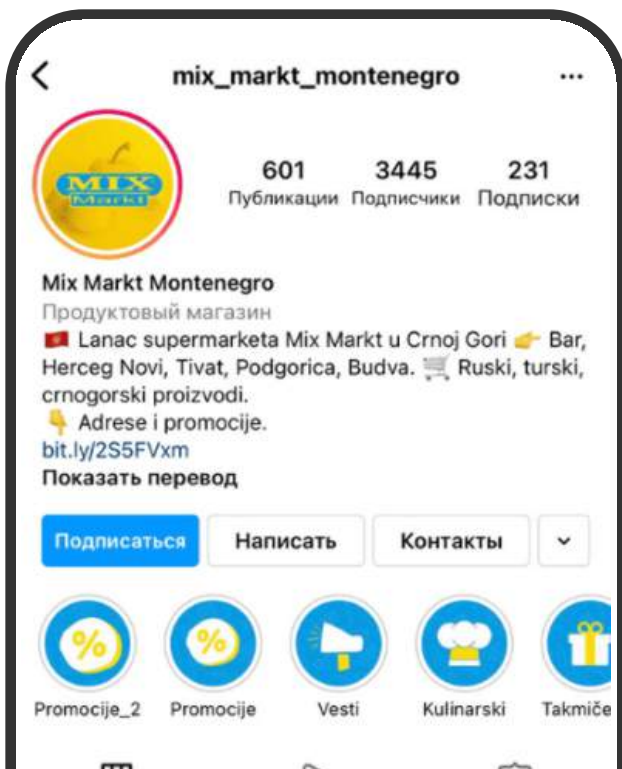 mix_markt_montenegro
MIX
Markt
601 3445 231
Публикации Подписчики Подписки
Mix Markt Montenegro
Продуктовый магазин
🇲🇪 Lanac supermarketa Mix Markt u Crnoj Gori 👉 Bar,
Herceg Novi, Tivat, Podgorica, Budva. 🛒 Ruski, turski,
crnogorski proizvodi.
👇 Adrese i promocije.
bit.ly/2S5FVxm
Показать перевод
Подписаться Написать Контакты
% %
Promocije_2 Promocije Vesti Kulinarski Takmiče